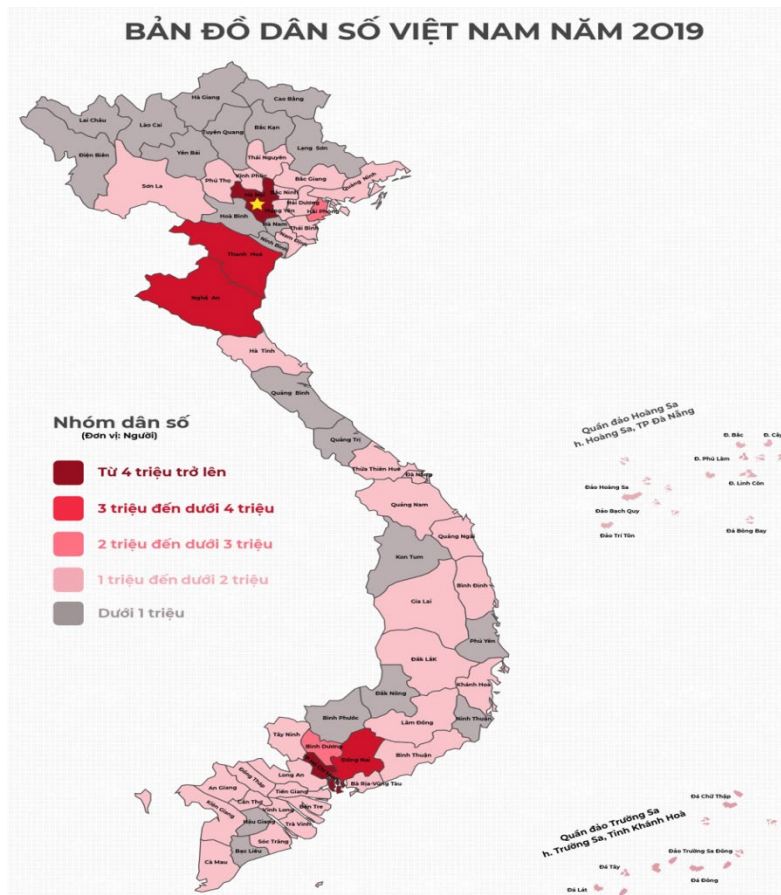 BẢN ĐỒ DÂN SỐ VIỆT NAM NĂM 2019
Hà Giang
Cao Bằng
Lai Châu
Lào Cai
Tuyên Quang
Bắc Kạn
Lạng Sơn
Yên Bái
Điện Biên
Thái Nguyên
Phú Thọ
Vĩnh Phúc
Bắc Giang
Quảng Ninh
Sơn La
Bắc Ninh
Hải Dương
Hải Phòng
Hưng Yên
Hoà Bình
Hà Nam
Thái Bình
Nam Định
Ninh Bình
Thanh Hoá
Nghệ An
Hà Tĩnh
Quảng Bình
Nhóm dân số
(Đơn vị: Người)
Từ 4 triệu trở lên
3 triệu đến dưới 4 triệu
2 triệu đến dưới 3 triệu
1 triệu đến dưới 2 triệu
Dưới 1 triệu
Quảng Trị
Thừa Thiên Huế
Đà Nẵng
Quảng Nam
Quảng Ngãi
Kon Tum
Bình Định
Gia Lai
Phú Yên
Đắk Lắk
Khánh Hoà
Đắk Nông
Ninh Thuận
Lâm Đồng
Bình Phước
Tây Ninh
Bình Dương
Đồng Nai
Bình Thuận
Bà Rịa-Vũng Tàu
Long An
Đồng Tháp
An Giang
Tiền Giang
Kiên Giang
Cần Thơ
Vĩnh Long
Bến Tre
Hậu Giang
Trà Vinh
Sóc Trăng
Bạc Liêu
Cà Mau
Quần đảo Hoàng Sa
h. Hoàng Sa, TP Đà Nẵng
Đ. Bắc
Đ. Phú Lâm
Đảo Hoàng Sa
Đ. Linh Côn
Đảo Bạch Quy
Đảo Tri Tôn
Đá Bông Bay
Quần đảo Trường Sa
h. Trường Sa, Tỉnh Khánh Hoà
Đá Chữ Thập
Đảo Trường Sa Đông
Đá Tây
Đá Đông
Đá Lát